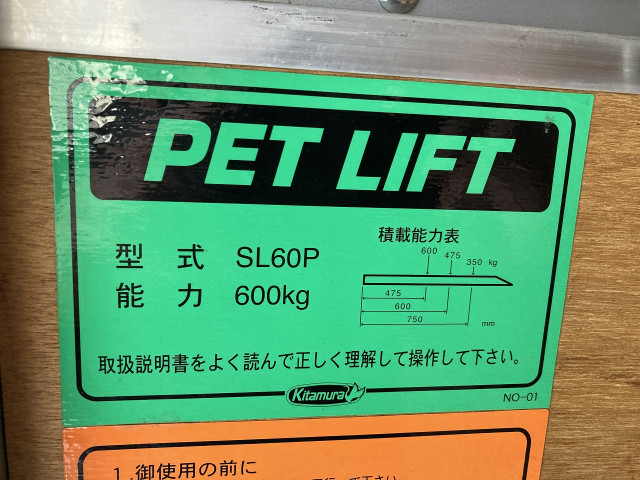 PET LIFT
型 式 SL60P
能 力 600kg
積載能力表
600 475 350 kg
475
600
750 mm
取扱説明書をよく読んで正しく理解して操作して下さい。
Kitamura
NO-01
1.御使用の前に